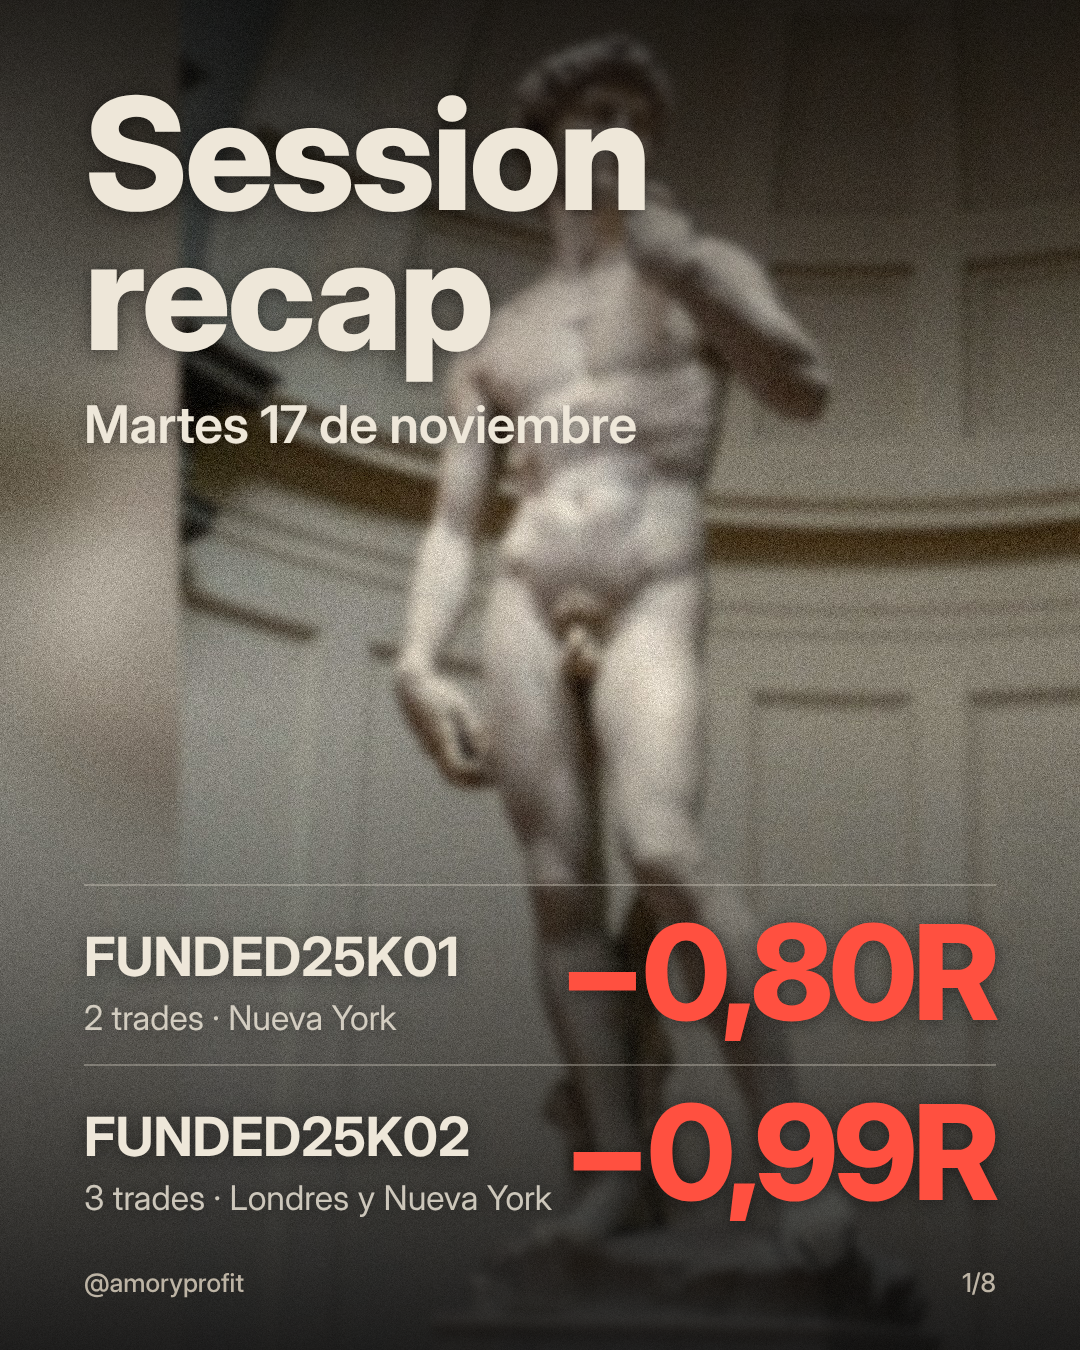 Session
recap
Martes 17 de noviembre
FUNDED25K01
−0,80R
2 trades · Nueva York
FUNDED25K02
−0,99R
3 trades · Londres y Nueva York
@amoryprofit
1/8